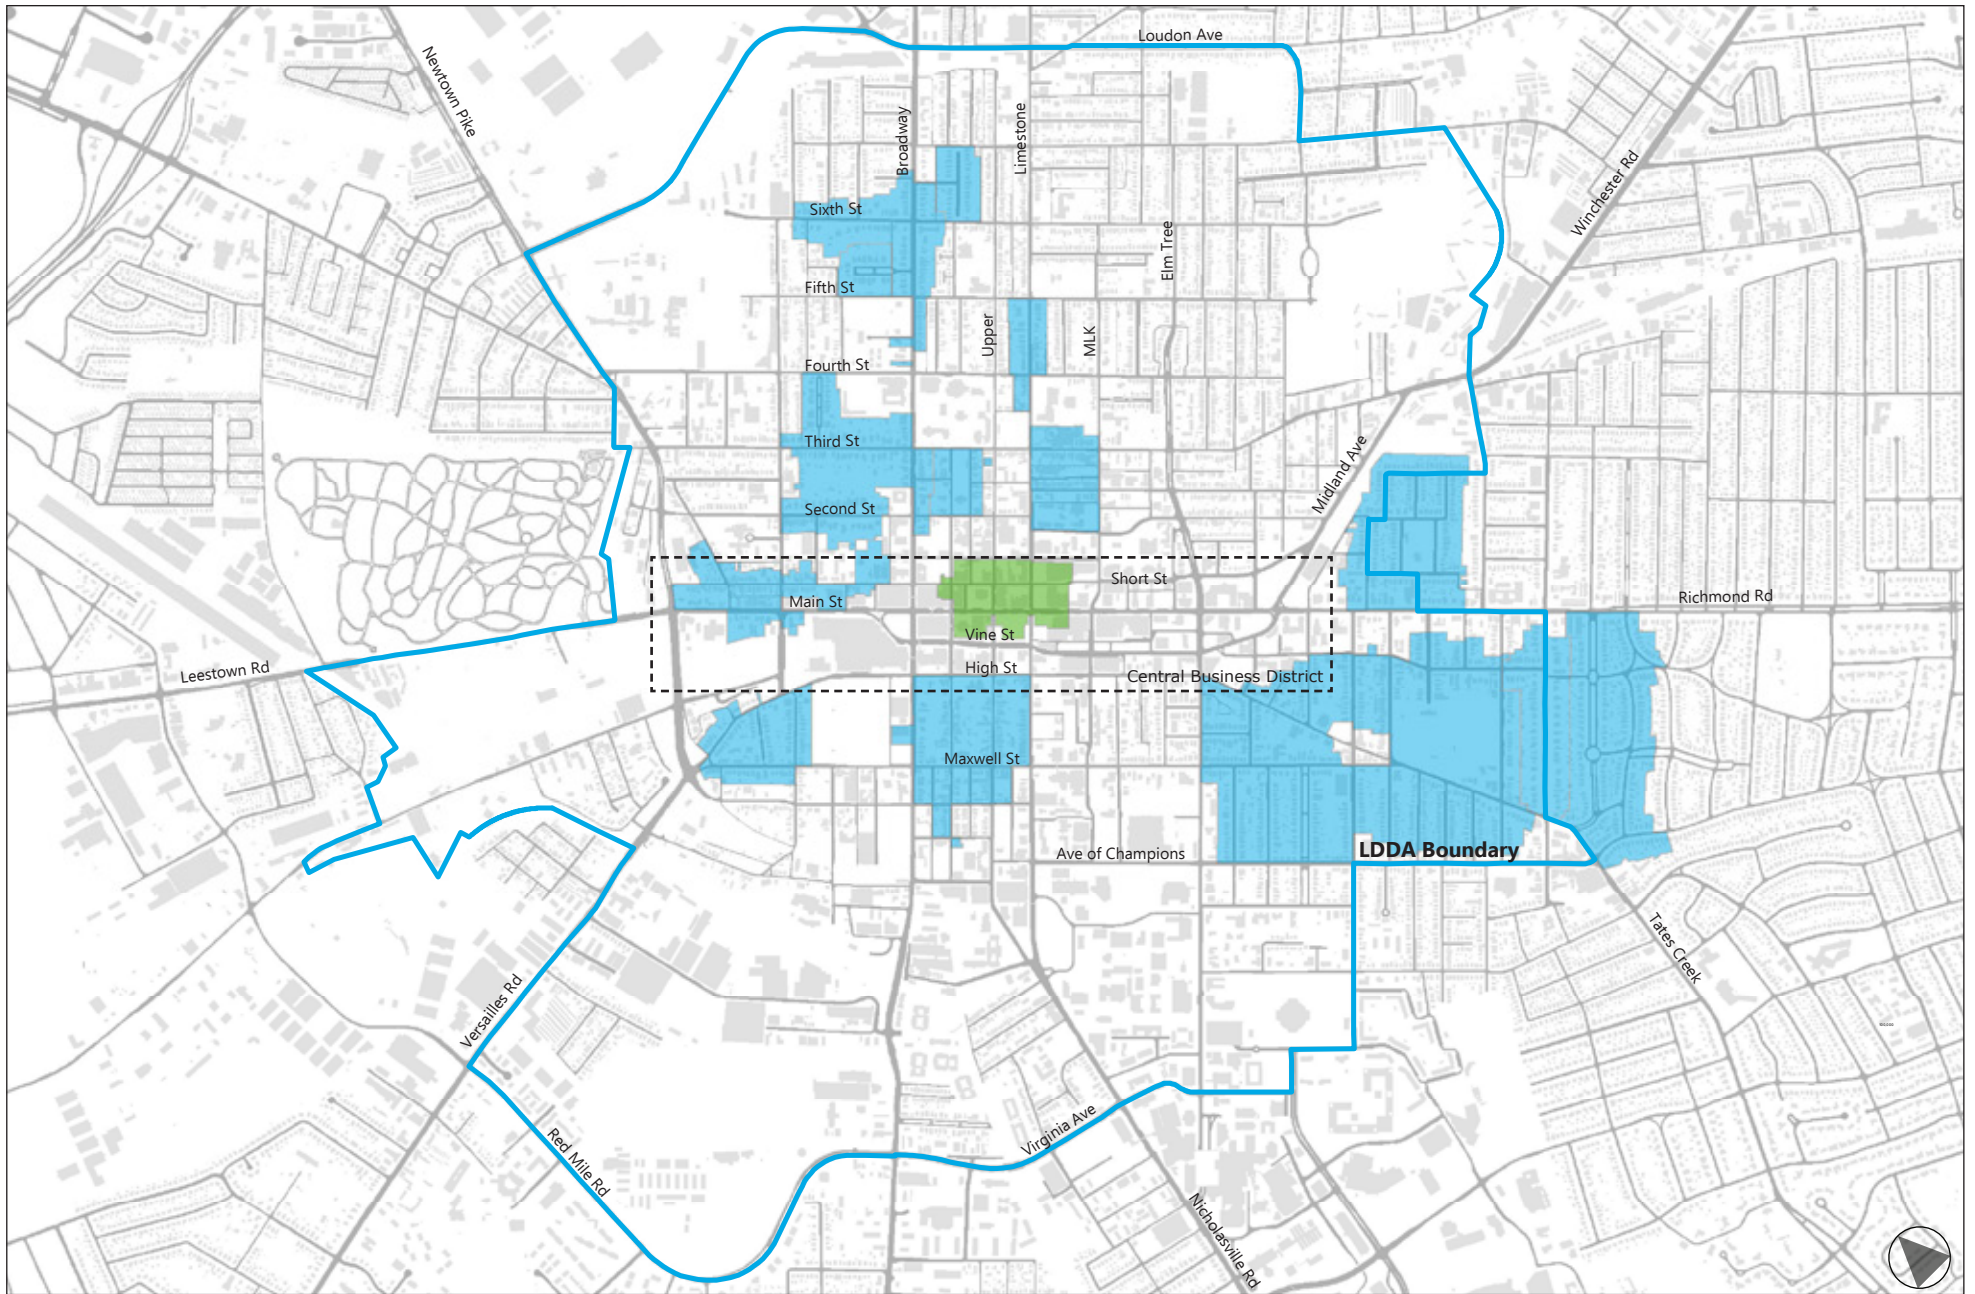 Loudon Ave
Newtown Pike
Broadway
Limestone
Winchester Rd
Sixth St
Elm Tree
Fifth St
Upper
MLK
Fourth St
Third St
Midland Ave
Second St
Short St
Main St
Richmond Rd
Vine St
High St
Leestown Rd
Central Business District
Maxwell St
Ave of Champions
LDDA Boundary
Tates Creek
Versailles Rd
Virginia Ave
Red Mile Rd
Nicholasville Rd